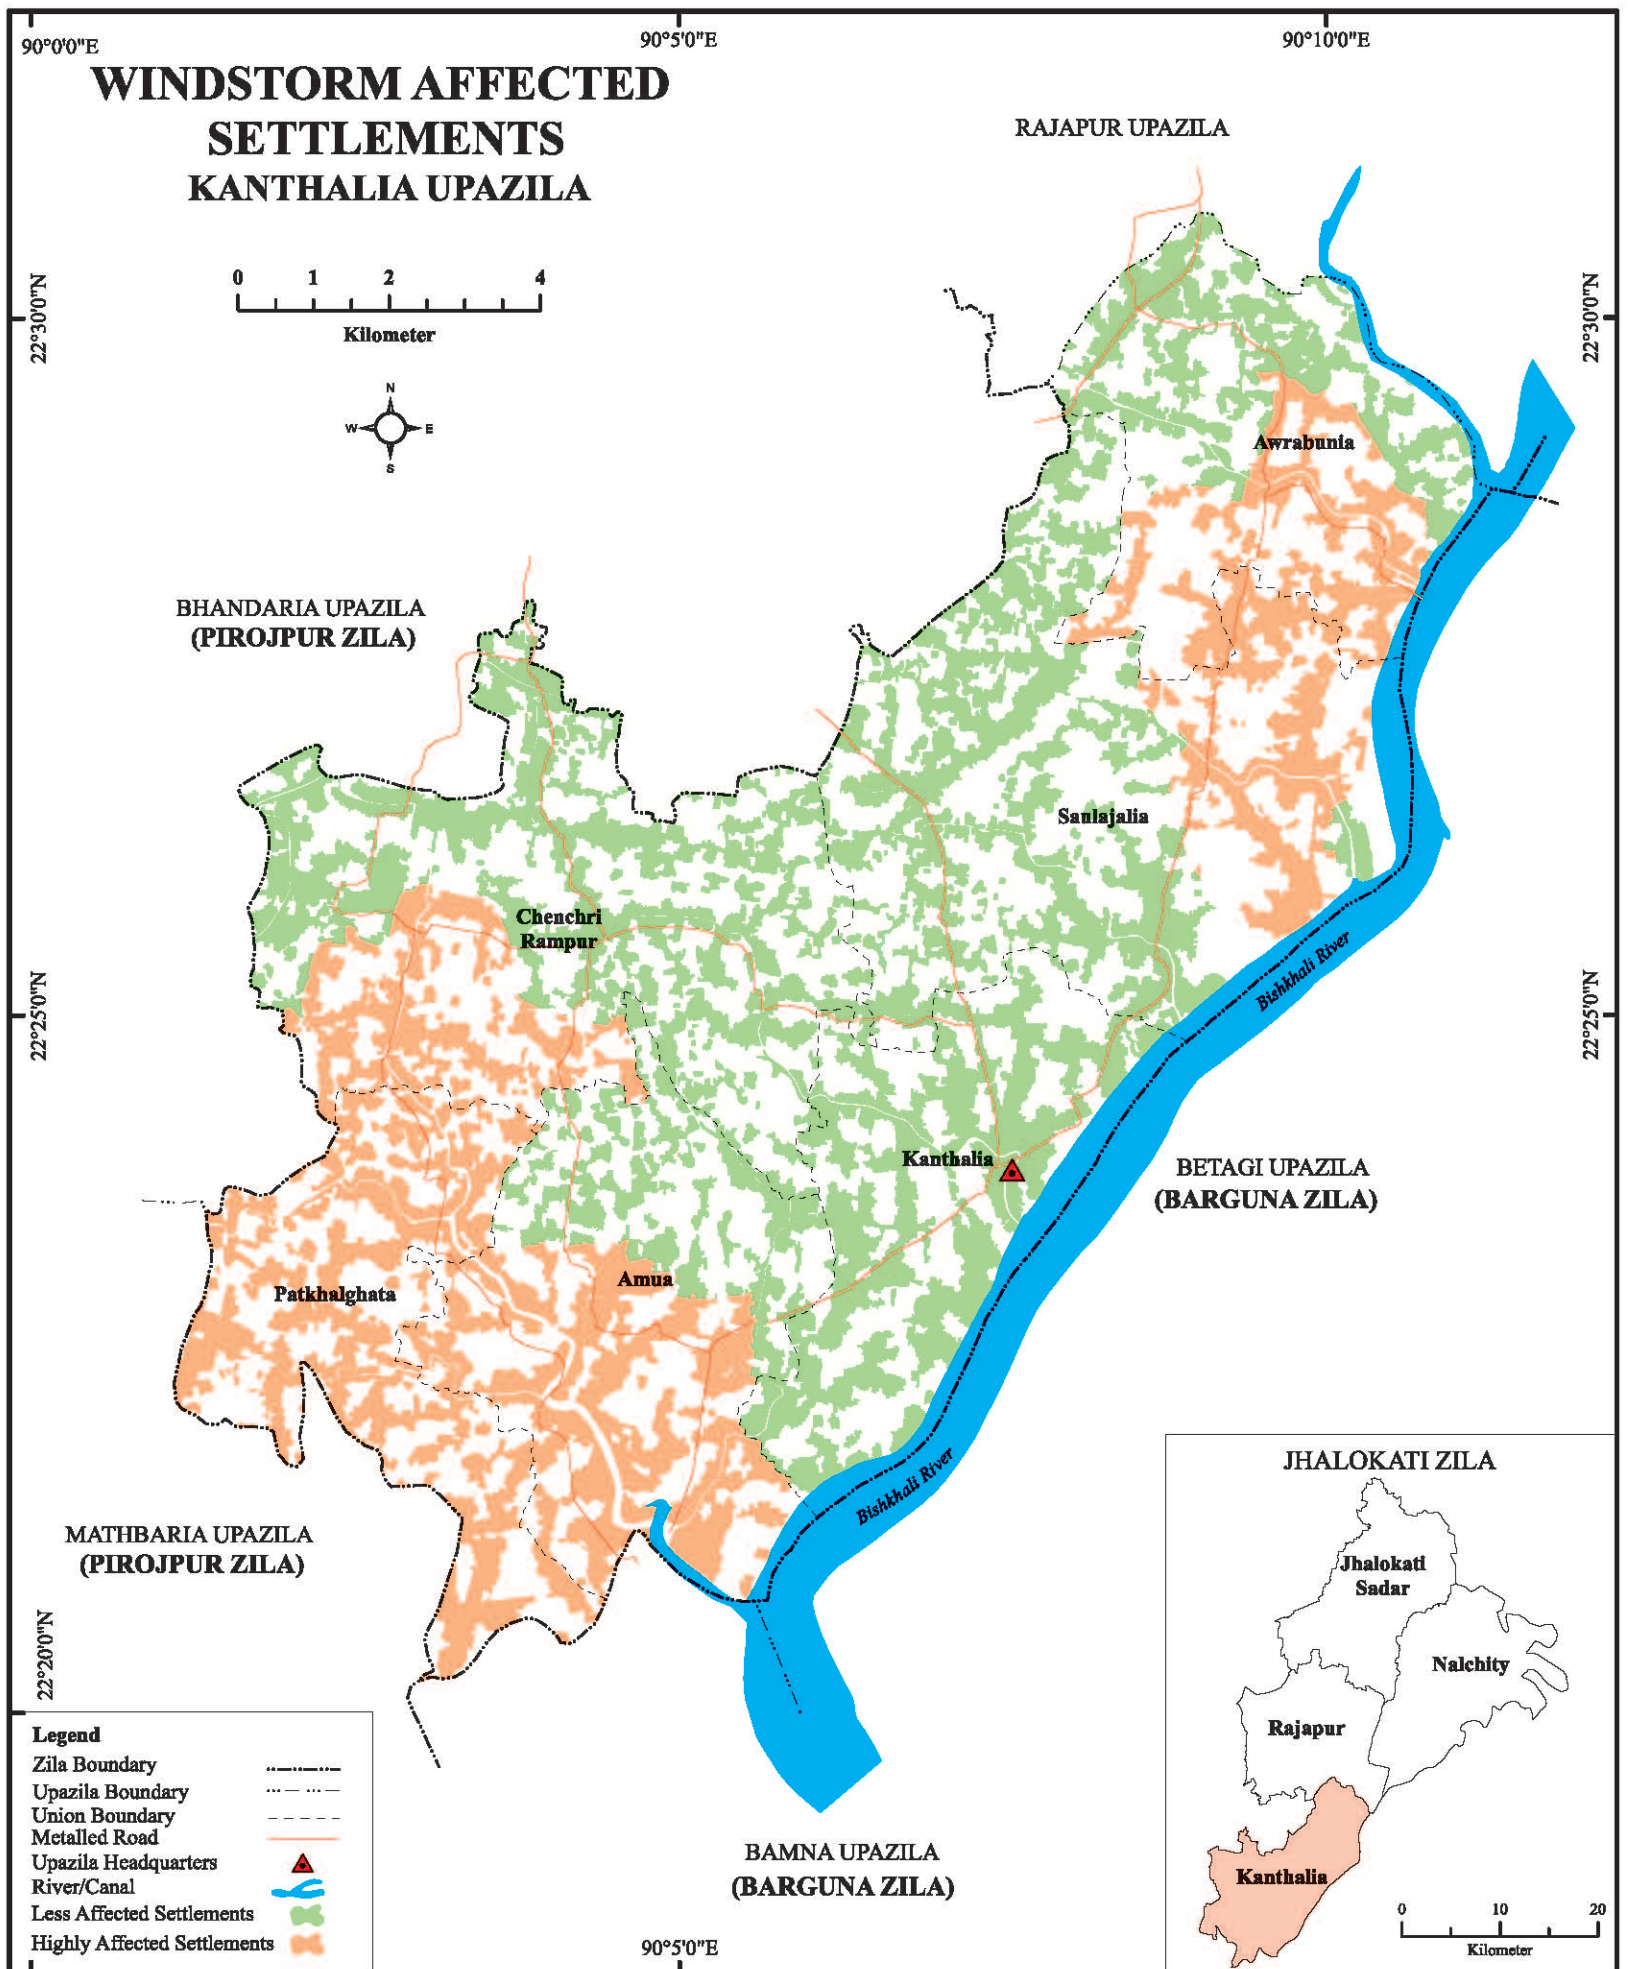 90°0'0"E
90°5'0"E
90°10'0"E
WINDSTORM AFFECTED
SETTLEMENTS
KANTHALIA UPAZILA
RAJAPUR UPAZILA
0 1 2 4
Kilometer
22°30'0"N
22°30'0"N
N
W E
S
Awrabunia
BHANDARIA UPAZILA
(PIROJPUR ZILA)
Saulajalia
Chenchri
Rampur
Bishkhali River
22°25'0"N
22°25'0"N
Kanthalia
BETAGI UPAZILA
(BARGUNA ZILA)
Amua
Patkhalghata
Bishkhali River
MATHBARIA UPAZILA
(PIROJPUR ZILA)
22°20'0"N
JHALOKATI ZILA
Jhalokati
Sadar
Nalchity
Rajapur
Kanthalia
0 10 20
Kilometer
Legend
Zila Boundary
Upazila Boundary
Union Boundary
Metalled Road
Upazila Headquarters
River/Canal
Less Affected Settlements
Highly Affected Settlements
BAMNA UPAZILA
(BARGUNA ZILA)
90°5'0"E